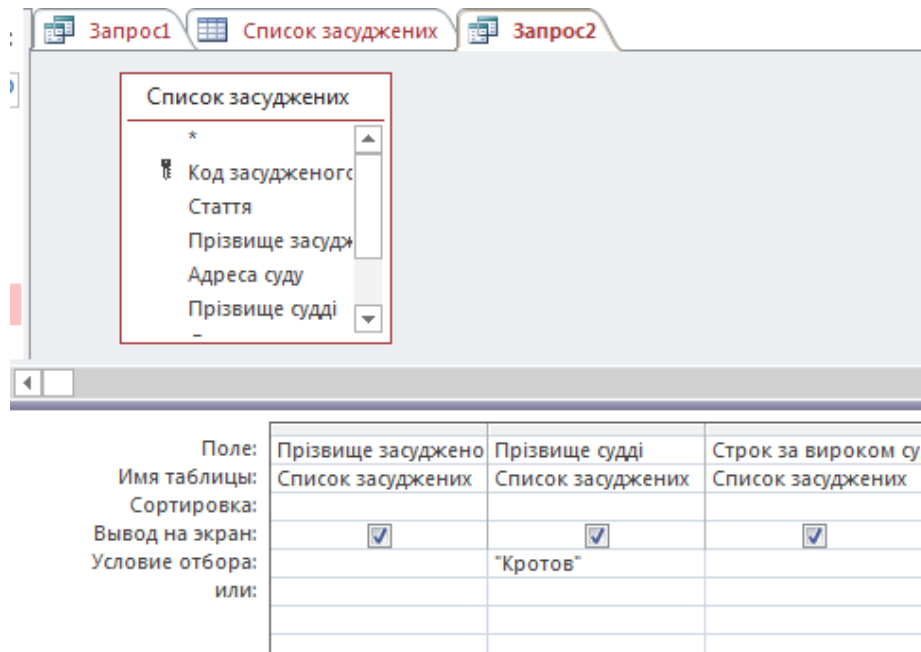 Запрос1 Список засуджених Запрос2
Список засуджених
*
Код засудженого
Стаття
Прізвище засудж
Адреса суду
Прізвище судді
Поле: Прізвище засуджено Прізвище судді Строк за вироком су
Имя таблицы: Список засуджених Список засуджених Список засуджених
Сортировка:
Вывод на экран:
Условие отбора: "Кротов"
или: